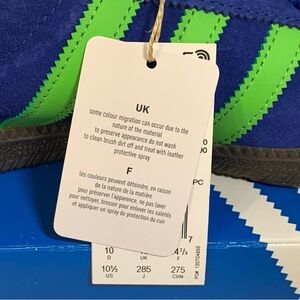 UK
some colour migration can occur due to the
nature of the material
to preserve appearance do not wash
to clean brush dirt off and treat with leather
protective spray
F
les couleurs peuvent déteindre, en raison
de la nature de la matière
pour préserver l'apparence, ne pas laver
pour nettoyer, brosser pour enlever les saletés
et appliquer un spray de protection du cuir
90
PC
7
10
D
UK
F
10½
US
285
J
275
CHN